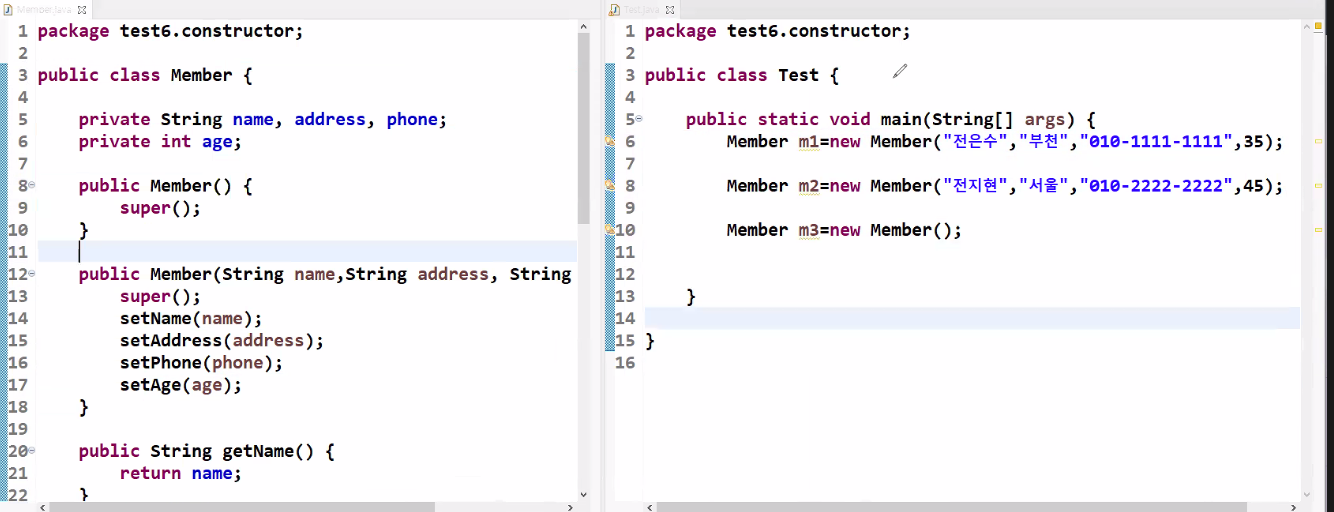 Member.java
package test6.constructor;
public class Member {
private String name, address, phone;
private int age;
public Member() {
super();
}
public Member(String name,String address, String
super();
setName(name);
setAddress(address);
setPhone(phone);
setAge(age);
}
public String getName() {
return name;
}
1
2
3
4
5
6
7
8
9
10
11
12
13
14
15
16
17
18
19
20
21
22
Test.java
package test6.constructor;
public class Test {
public static void main(String[] args) {
Member m1=new Member("전은수","부천","010-1111-1111",35);
Member m2=new Member("전지현","서울","010-2222-2222",45);
Member m3=new Member();
}
}
1
2
3
4
5
6
7
8
9
10
11
12
13
14
15
16